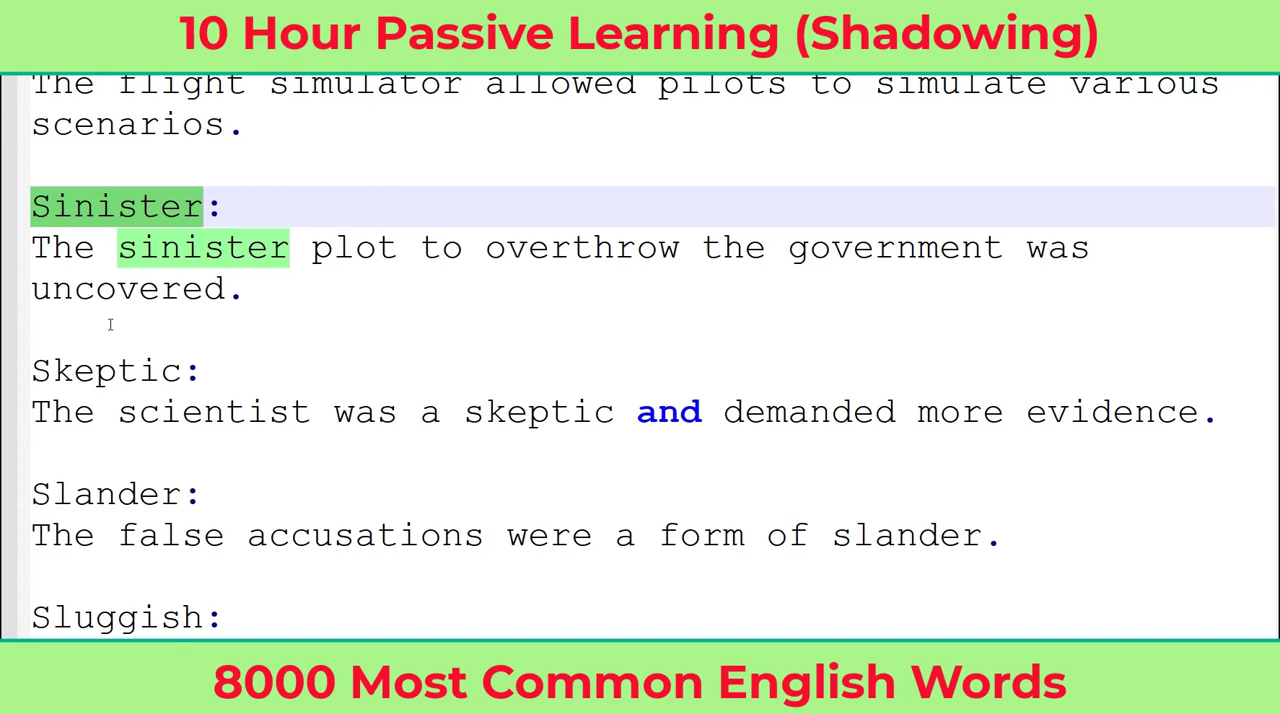 10 Hour Passive Learning (Shadowing)
The flight simulator allowed pilots to simulate various
scenarios.
Sinister:
The sinister plot to overthrow the government was
uncovered.
Skeptic:
The scientist was a skeptic and demanded more evidence.
Slander:
The false accusations were a form of slander.
Sluggish:
8000 Most Common English Words